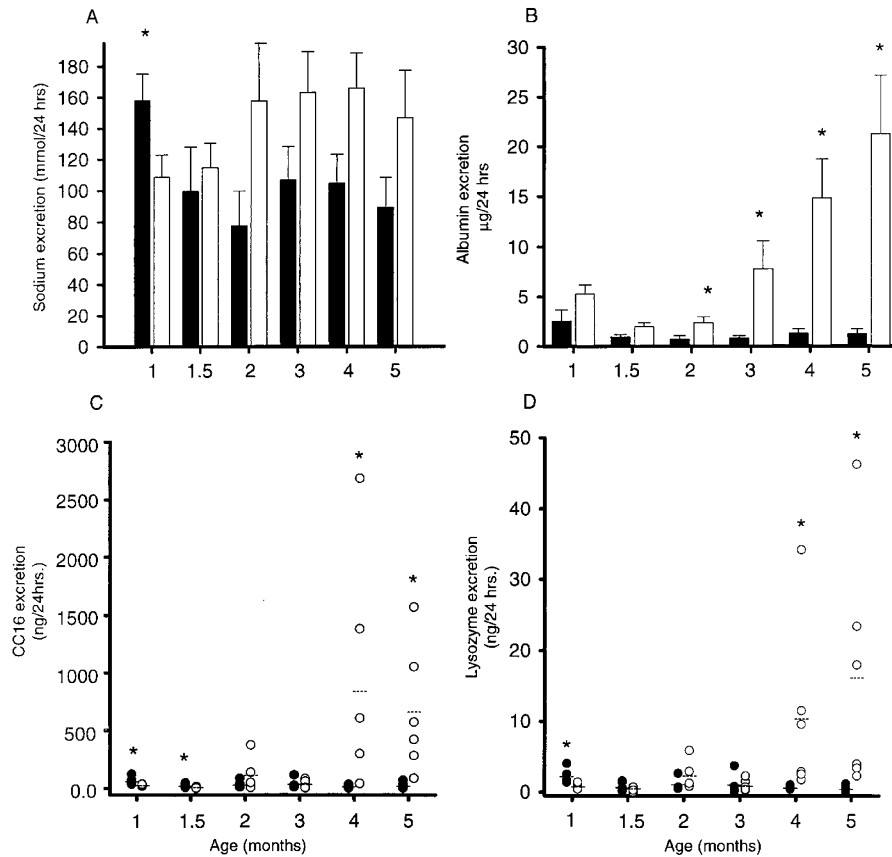 A
*
Sodium excretion (mmol/24 hrs)
180
160
140
120
100
80
60
40
20
0
1 1.5 2 3 4 5
B
Albumin excretion
µg/24 hrs
30
25
20
15
10
5
0
* * * *
1 1.5 2 3 4 5
C
CC16 excretion
(ng/24hrs.)
3000
2500
2000
1500
1000
500
0.0
* * * *
1 1.5 2 3 4 5
Age (months)
D
Lysozyme excretion
(ng/24 hrs.)
50
40
30
20
10
0
* * *
1 1.5 2 3 4 5
Age (months)